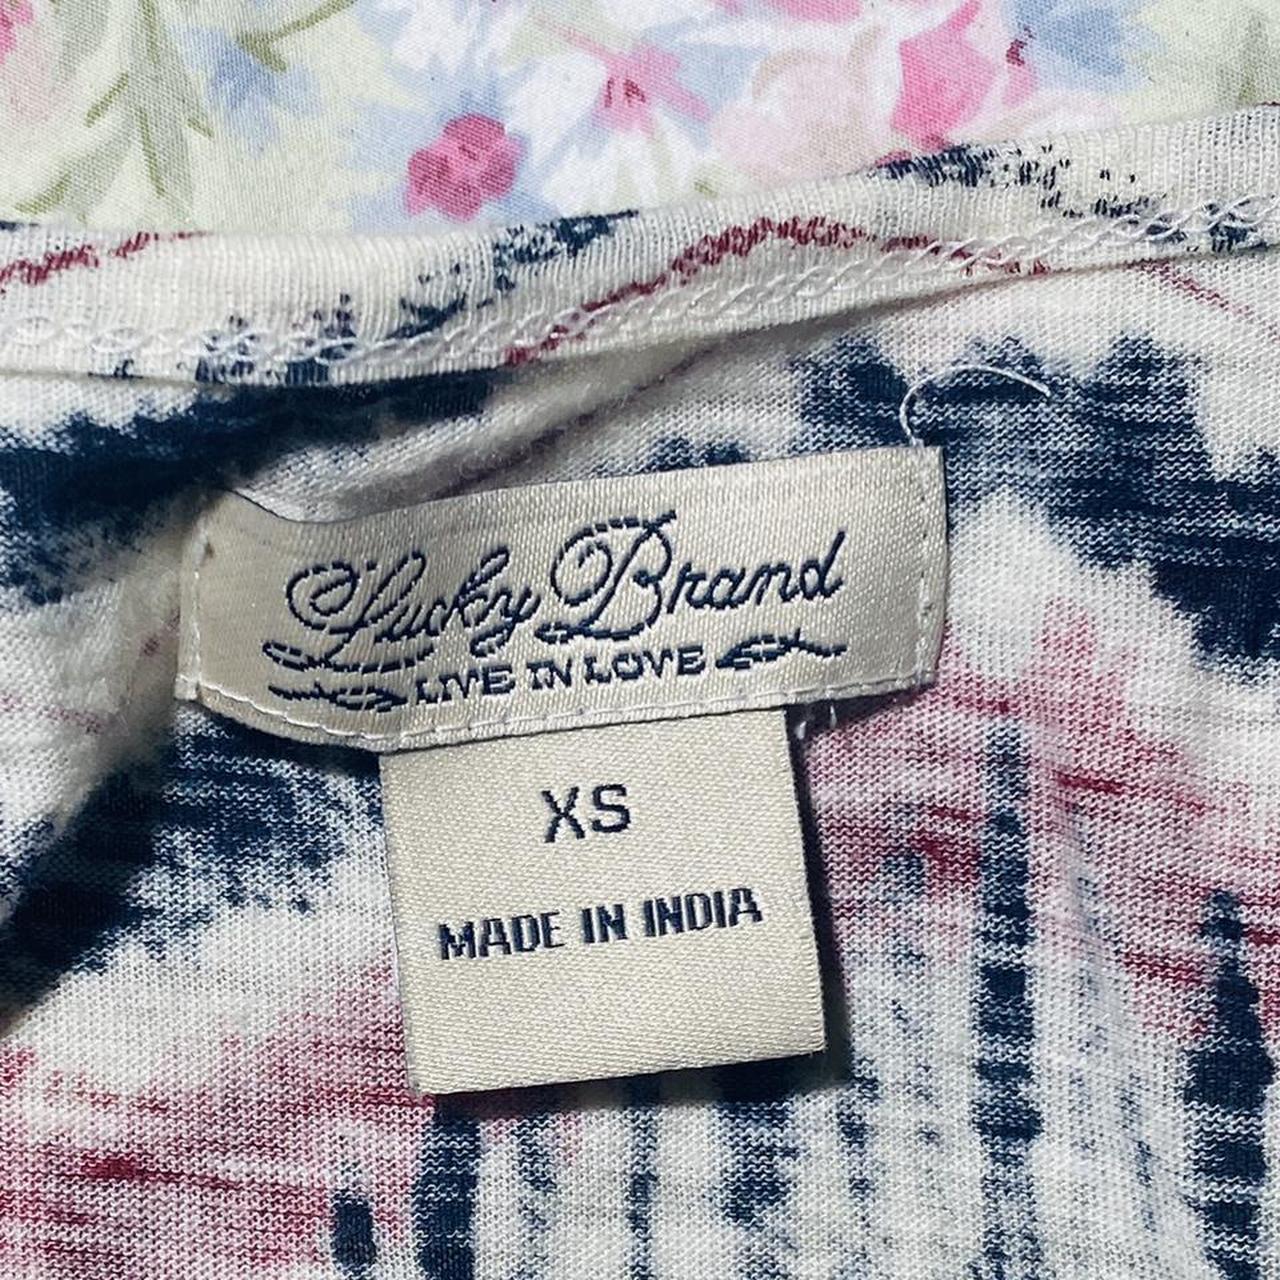 Lucky Brand
LIVE IN LOVE
XS
MADE IN INDIA